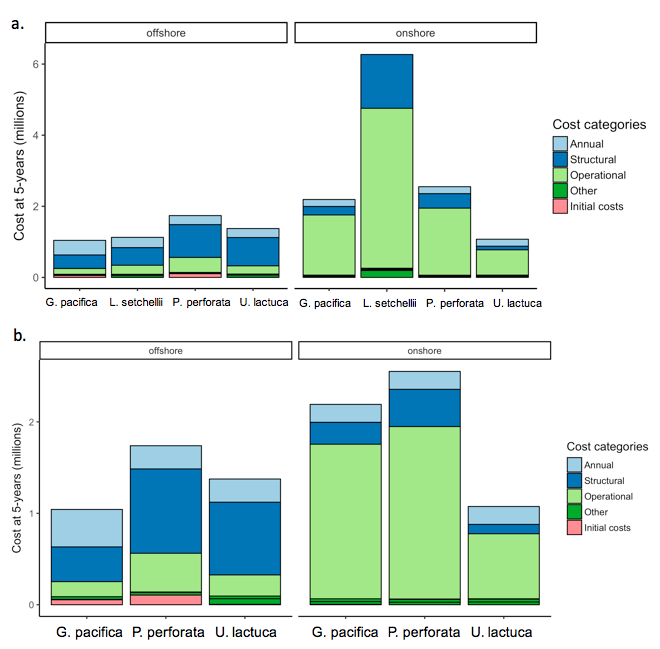 a.
offshore
onshore
Cost at 5-years (millions)
6
4
2
0
G. pacifica
L. setchellii
P. perforata
U. lactuca
G. pacifica
L. setchellii
P. perforata
U. lactuca
Cost categories
Annual
Structural
Operational
Other
Initial costs
b.
offshore
onshore
Cost at 5-years (millions)
2
1
0
G. pacifica
P. perforata
U. lactuca
G. pacifica
P. perforata
U. lactuca
Cost categories
Annual
Structural
Operational
Other
Initial costs